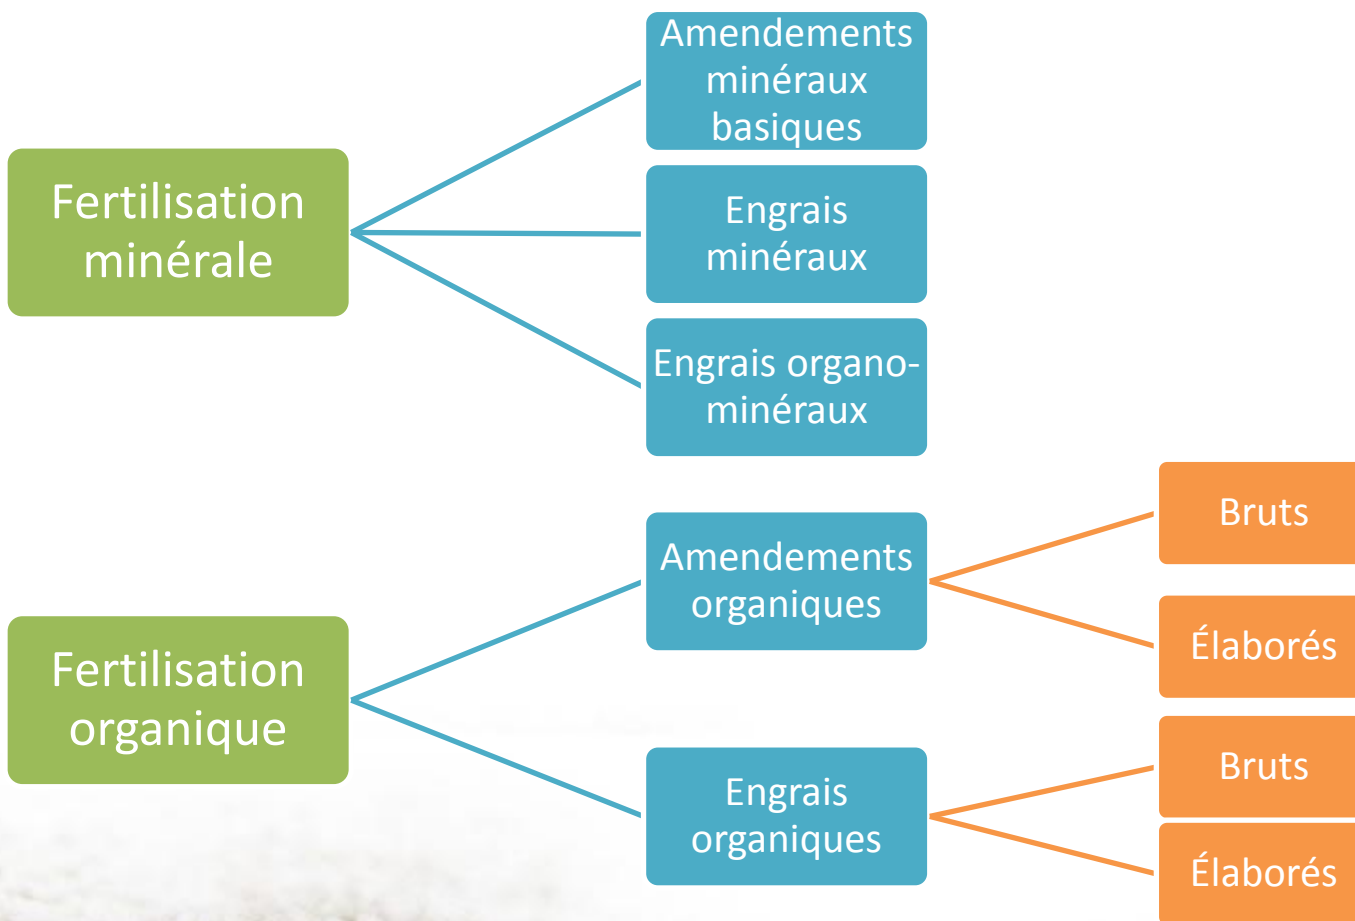 Fertilisation
minérale
Amendements
minéraux
basiques
Engrais
minéraux
Engrais organo-
minéraux
Fertilisation
organique
Amendements
organiques
Bruts
Élaborés
Engrais
organiques
Bruts
Élaborés